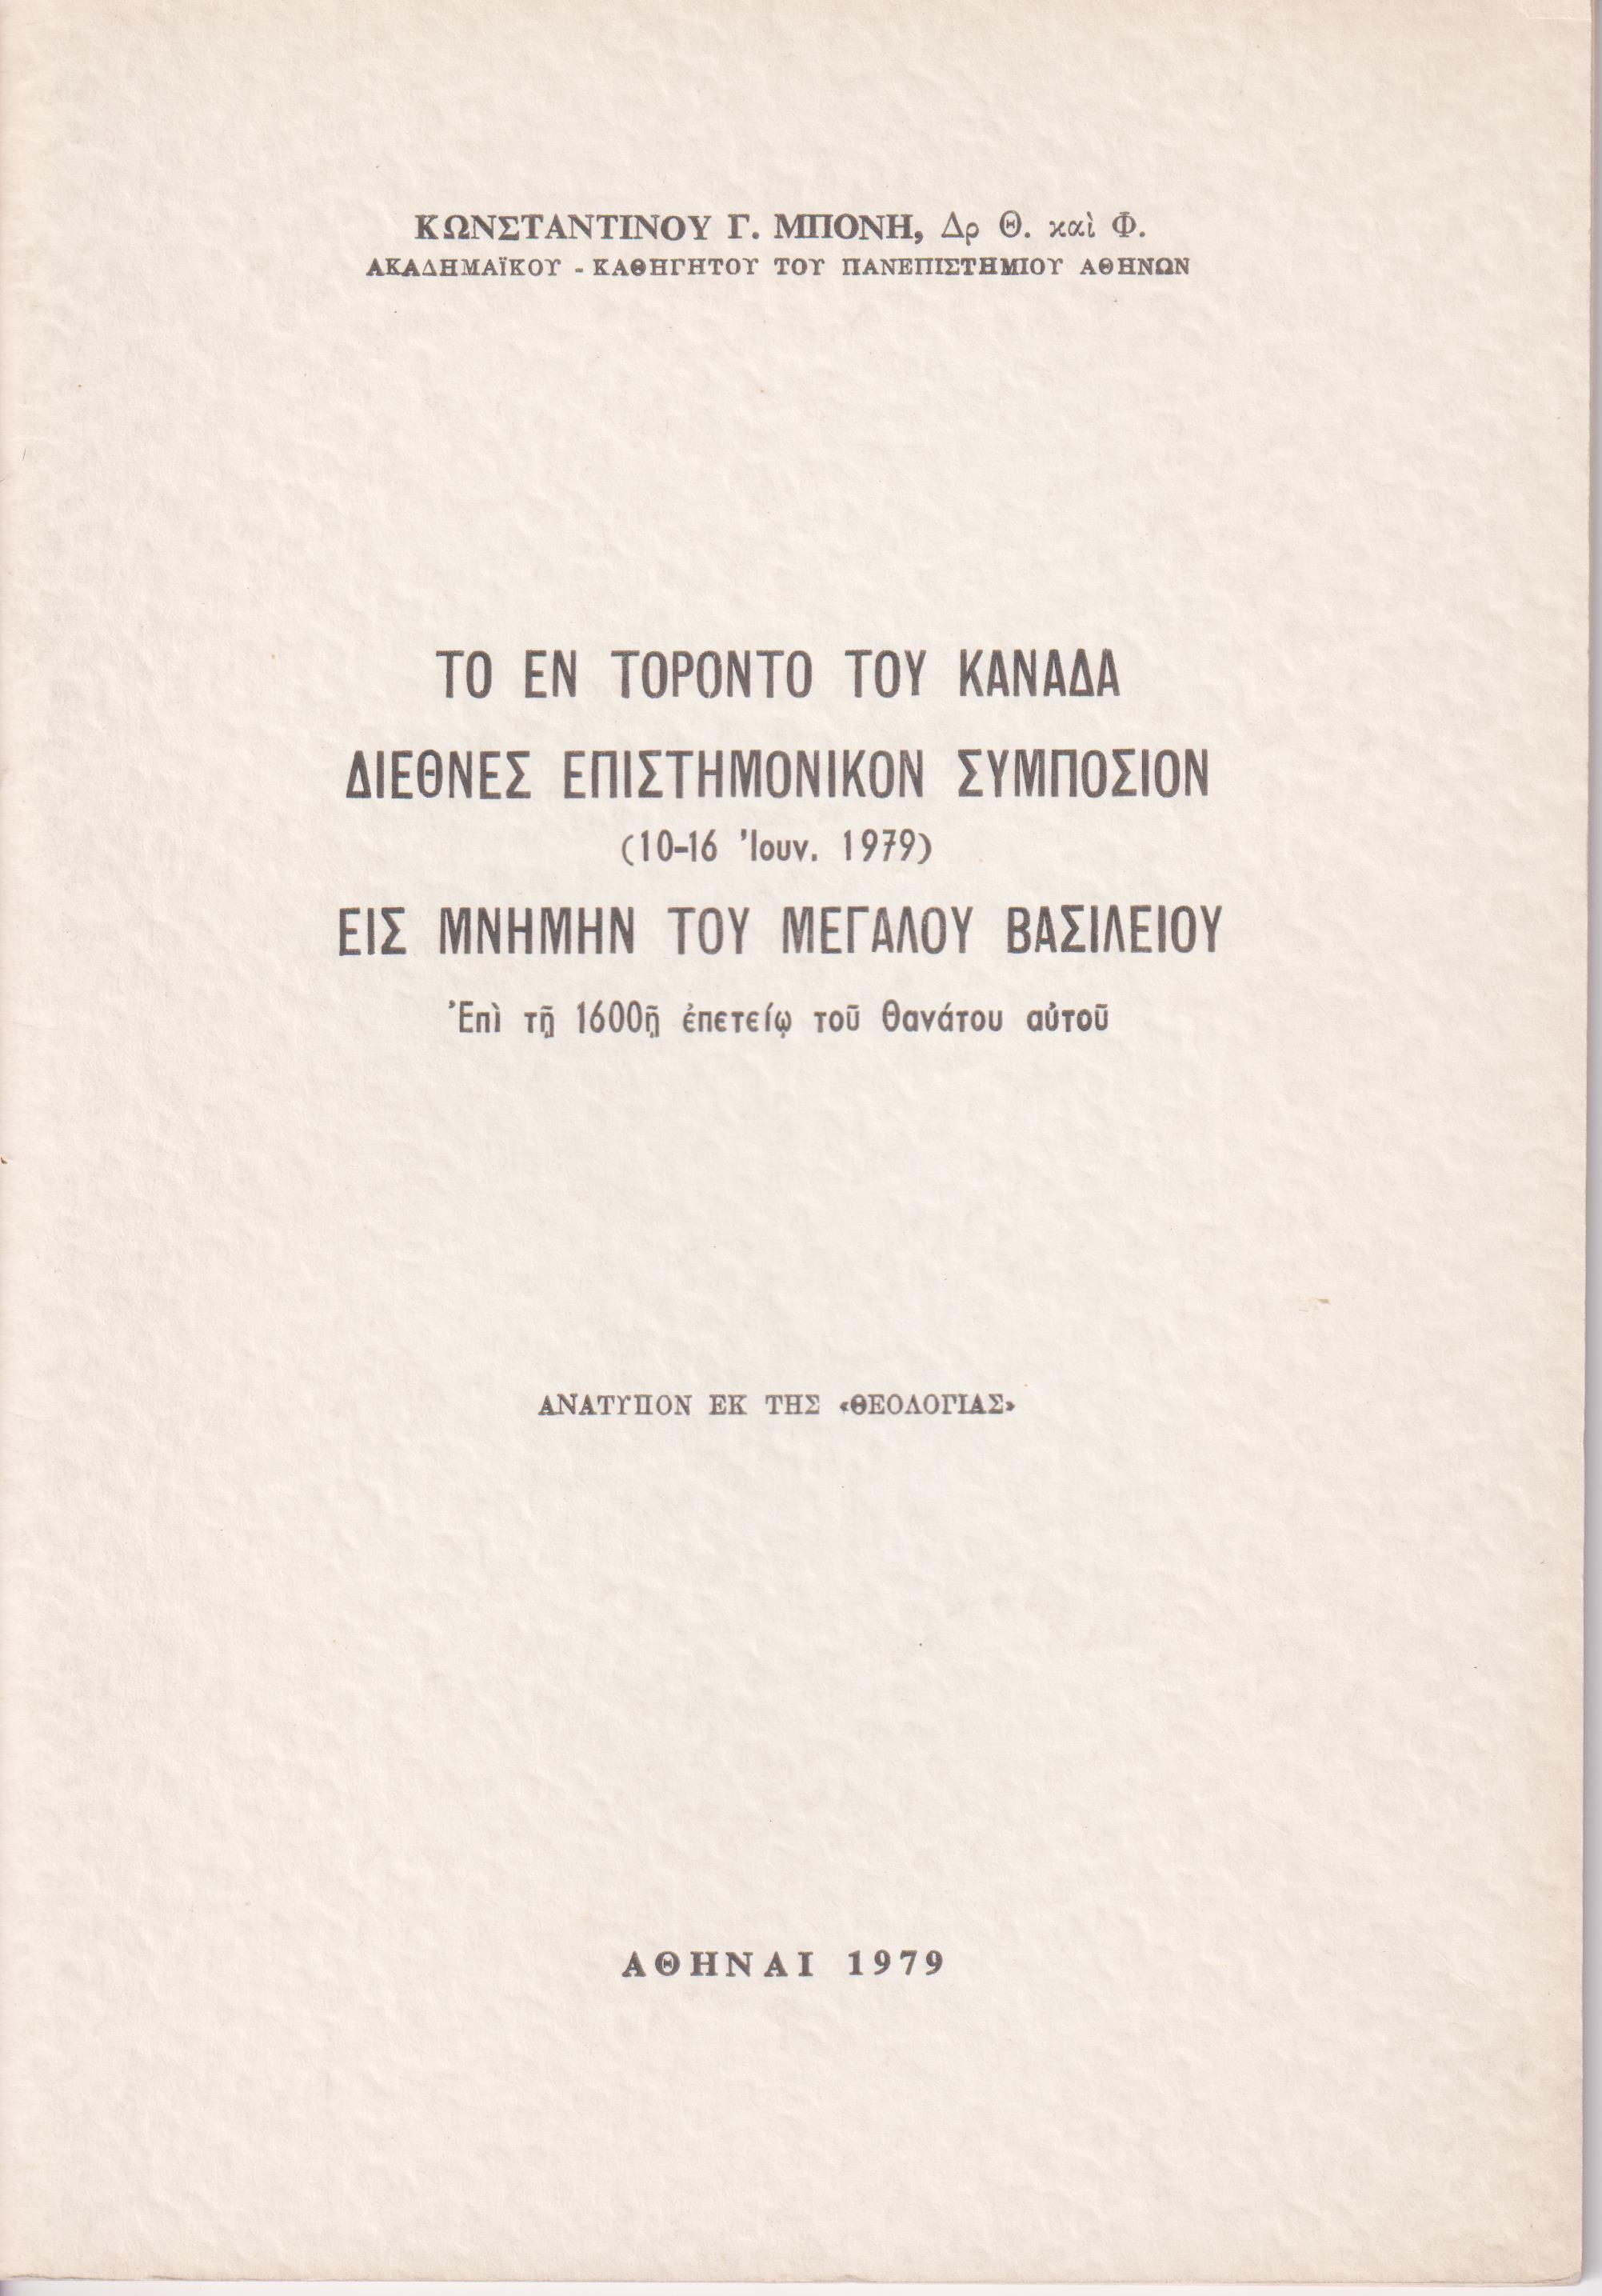 ΚΩΝΣΤΑΝΤΙΝΟΥ Γ. ΜΠΟΝΗ, Δρ Θ. καὶ Φ.
ΑΚΑΔΗΜΑΪΚΟΥ - ΚΑΘΗΓΗΤΟΥ ΤΟΥ ΠΑΝΕΠΙΣΤΗΜΙΟΥ ΑΘΗΝΩΝ
ΤΟ ΕΝ ΤΟΡΟΝΤΟ ΤΟΥ ΚΑΝΑΔΑ
ΔΙΕΘΝΕΣ ΕΠΙΣΤΗΜΟΝΙΚΟΝ ΣΥΜΠΟΣΙΟΝ
(10-16 Ἰουν. 1979)
ΕΙΣ ΜΝΗΜΗΝ ΤΟΥ ΜΕΓΑΛΟΥ ΒΑΣΙΛΕΙΟΥ
Ἐπὶ τῇ 1600ῇ ἐπετείῳ τοῦ θανάτου αὐτοῦ
ΑΝΑΤΥΠΟΝ ΕΚ ΤΗΣ «ΘΕΟΛΟΓΙΑΣ»
ΑΘΗΝΑΙ 1979